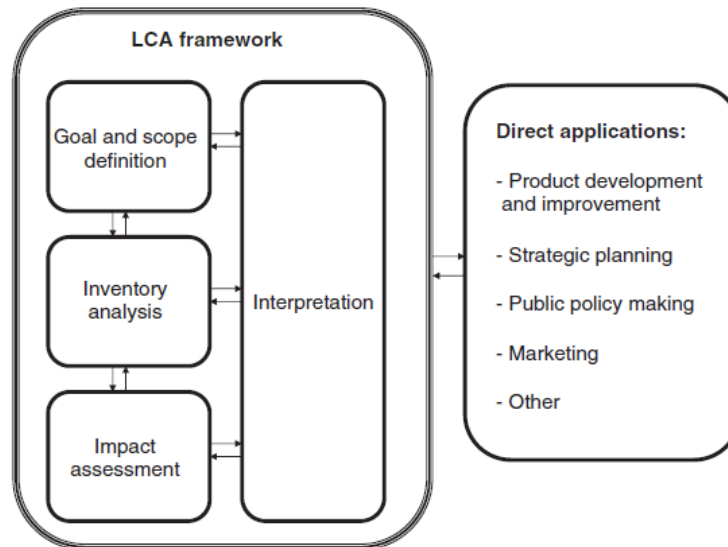 LCA framework
Goal and scope
definition
Inventory
analysis
Impact
assessment
Interpretation
Direct applications:
- Product development
and improvement
- Strategic planning
- Public policy making
- Marketing
- Other